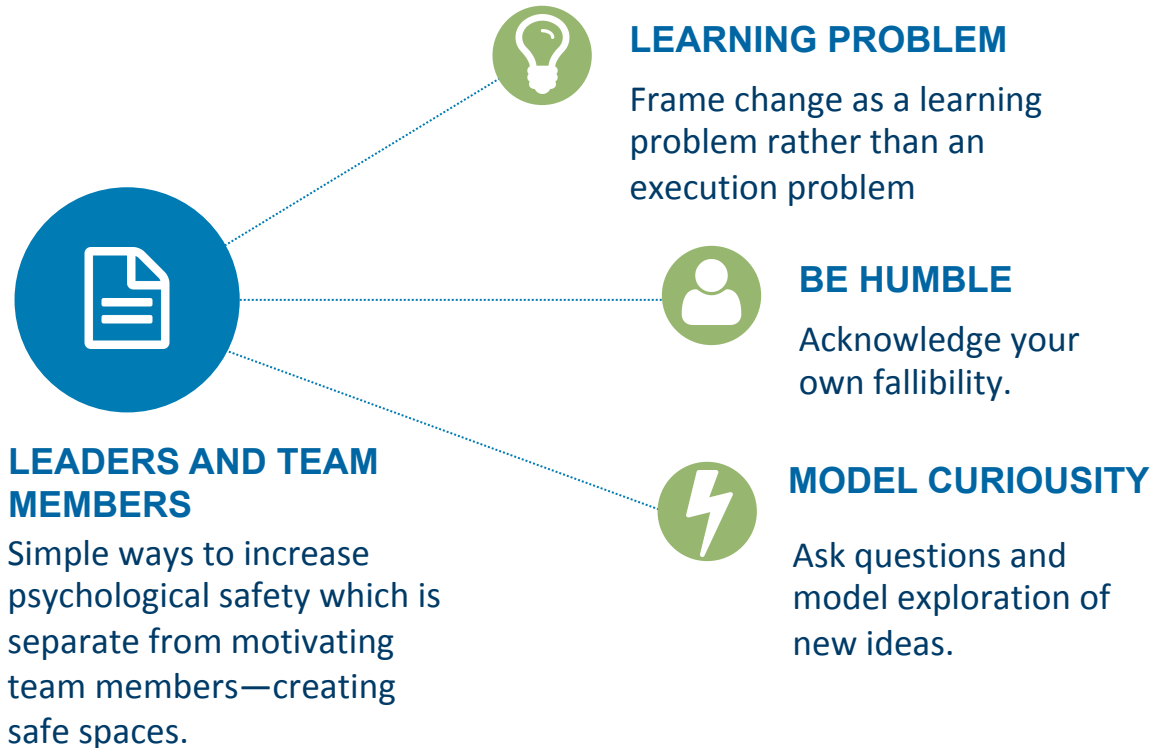 LEARNING PROBLEM
Frame change as a learning
problem rather than an
execution problem
BE HUMBLE
Acknowledge your
own fallibility.
MODEL CURIOUSITY
Ask questions and
model exploration of
new ideas.
LEADERS AND TEAM
MEMBERS
Simple ways to increase
psychological safety which is
separate from motivating
team members—creating
safe spaces.